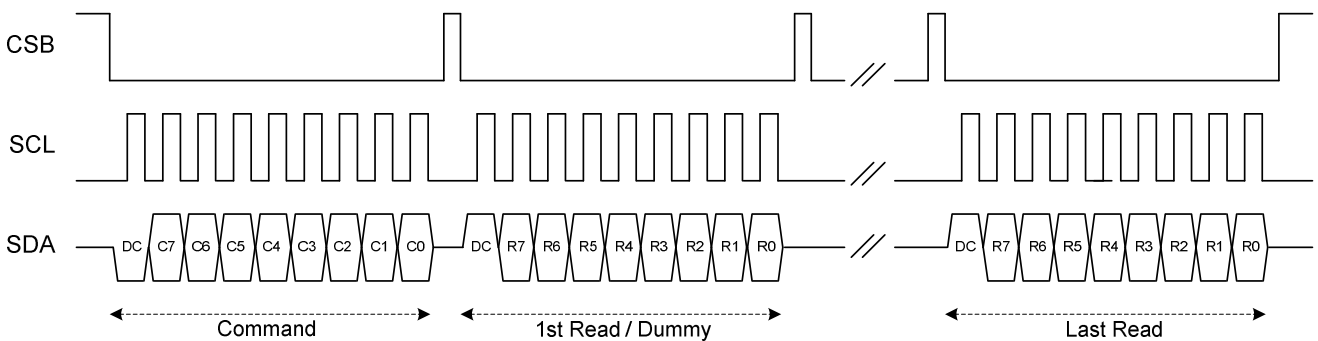 CSB
SCL
SDA DC C7 C6 C5 C4 C3 C2 C1 C0 DC R7 R6 R5 R4 R3 R2 R1 R0 // DC R7 R6 R5 R4 R3 R2 R1 R0
Command 1st Read / Dummy Last Read